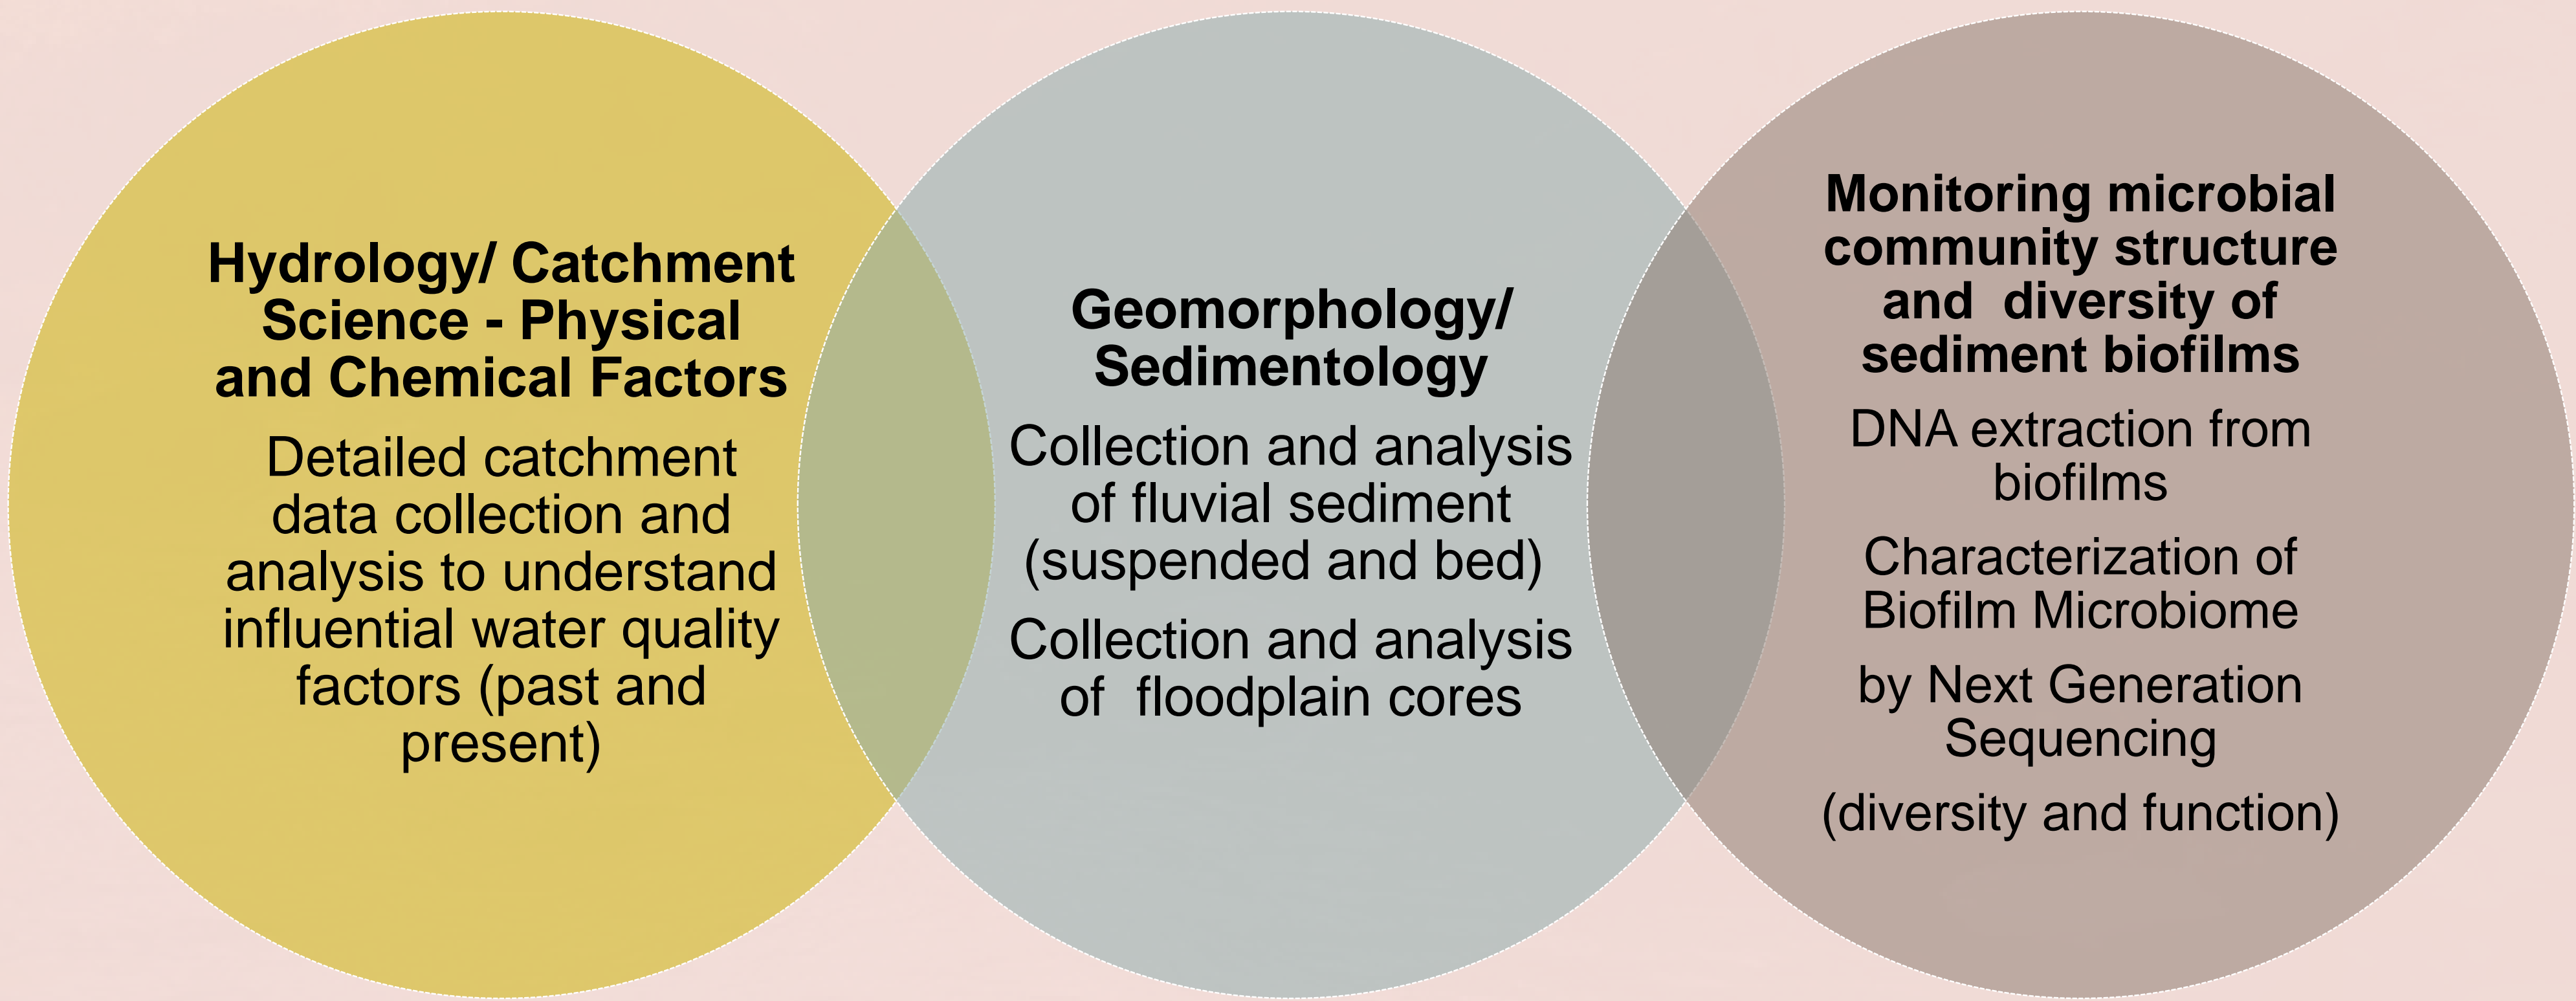 Hydrology/ Catchment
Science - Physical
and Chemical Factors
Detailed catchment
data collection and
analysis to understand
influential water quality
factors (past and
present)
Geomorphology/
Sedimentology
Collection and analysis
of fluvial sediment
(suspended and bed)
Collection and analysis
of  floodplain cores
Monitoring microbial
community structure
and  diversity of
sediment biofilms
DNA extraction from
biofilms
Characterization of
Biofilm Microbiome
by Next Generation
Sequencing
(diversity and function)